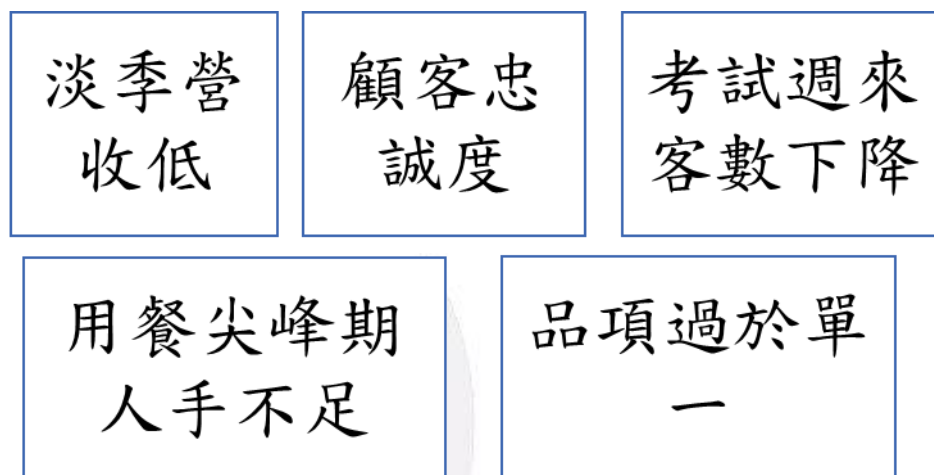 淡季營
收低
顧客忠
誠度
考試週來
客數下降
用餐尖峰期
人手不足
品項過於單
一